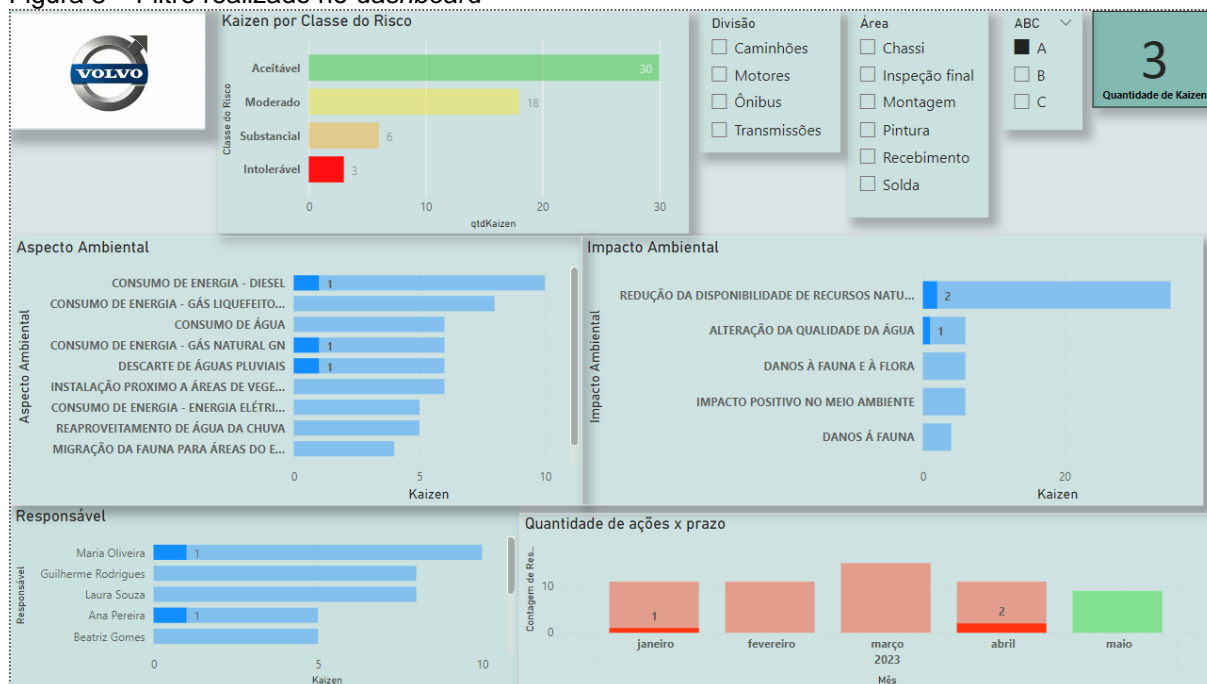 Figura 8 – Filtro realizado no dashboard
VOLVO
Kaizen por Classe do Risco
Classe do Risco
Aceitável
30
Moderado
18
Substancial
6
Intolerável
3
0 10 20 30
qtdKaizen
Divisão
Caminhões
Motores
Ônibus
Transmissões
Área
Chassi
Inspeção final
Montagem
Pintura
Recebimento
Solda
ABC
A
B
C
3
Quantidade de Kaizen
Aspecto Ambiental
Aspecto Ambiental
CONSUMO DE ENERGIA - DIESEL
1
CONSUMO DE ENERGIA - GÁS LIQUEFEITO...
CONSUMO DE ÁGUA
CONSUMO DE ENERGIA - GÁS NATURAL GN
1
DESCARTE DE ÁGUAS PLUVIAIS
1
INSTALAÇÃO PROXIMO A ÁREAS DE VEGE...
CONSUMO DE ENERGIA - ENERGIA ELÉTRI...
REAPROVEITAMENTO DE ÁGUA DA CHUVA
MIGRAÇÃO DA FAUNA PARA ÁREAS DO E...
0 5 10
Kaizen
Impacto Ambiental
Impacto Ambiental
REDUÇÃO DA DISPONIBILIDADE DE RECURSOS NATU...
2
ALTERAÇÃO DA QUALIDADE DA ÁGUA
1
DANOS À FAUNA E À FLORA
IMPACTO POSITIVO NO MEIO AMBIENTE
DANOS Á FAUNA
0 20
Kaizen
Responsável
Responsável
Maria Oliveira
1
Guilherme Rodrigues
Laura Souza
Ana Pereira
1
Beatriz Gomes
0 5 10
Kaizen
Quantidade de ações x prazo
Contagem de Res...
10
0
1
2
janeiro fevereiro março abril maio
2023
Mês